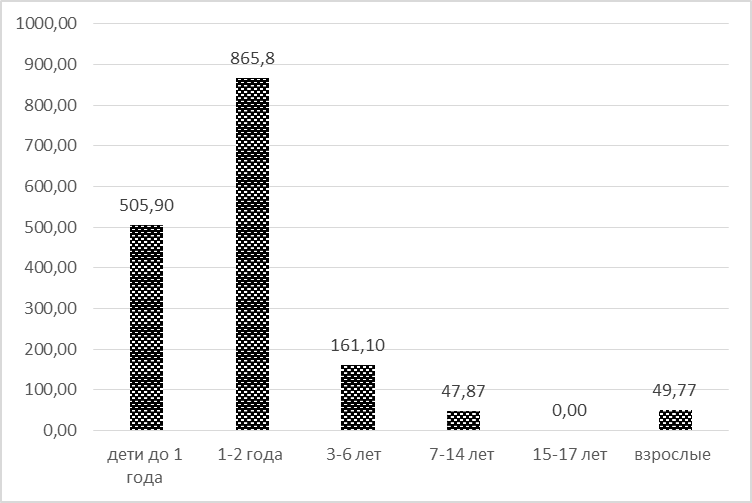 1000,00
900,00
800,00
700,00
600,00
500,00
400,00
300,00
200,00
100,00
0,00
505,90
865,8
161,10
47,87
0,00
49,77
дети до 1
года
1-2 года
3-6 лет
7-14 лет
15-17 лет
взрослые